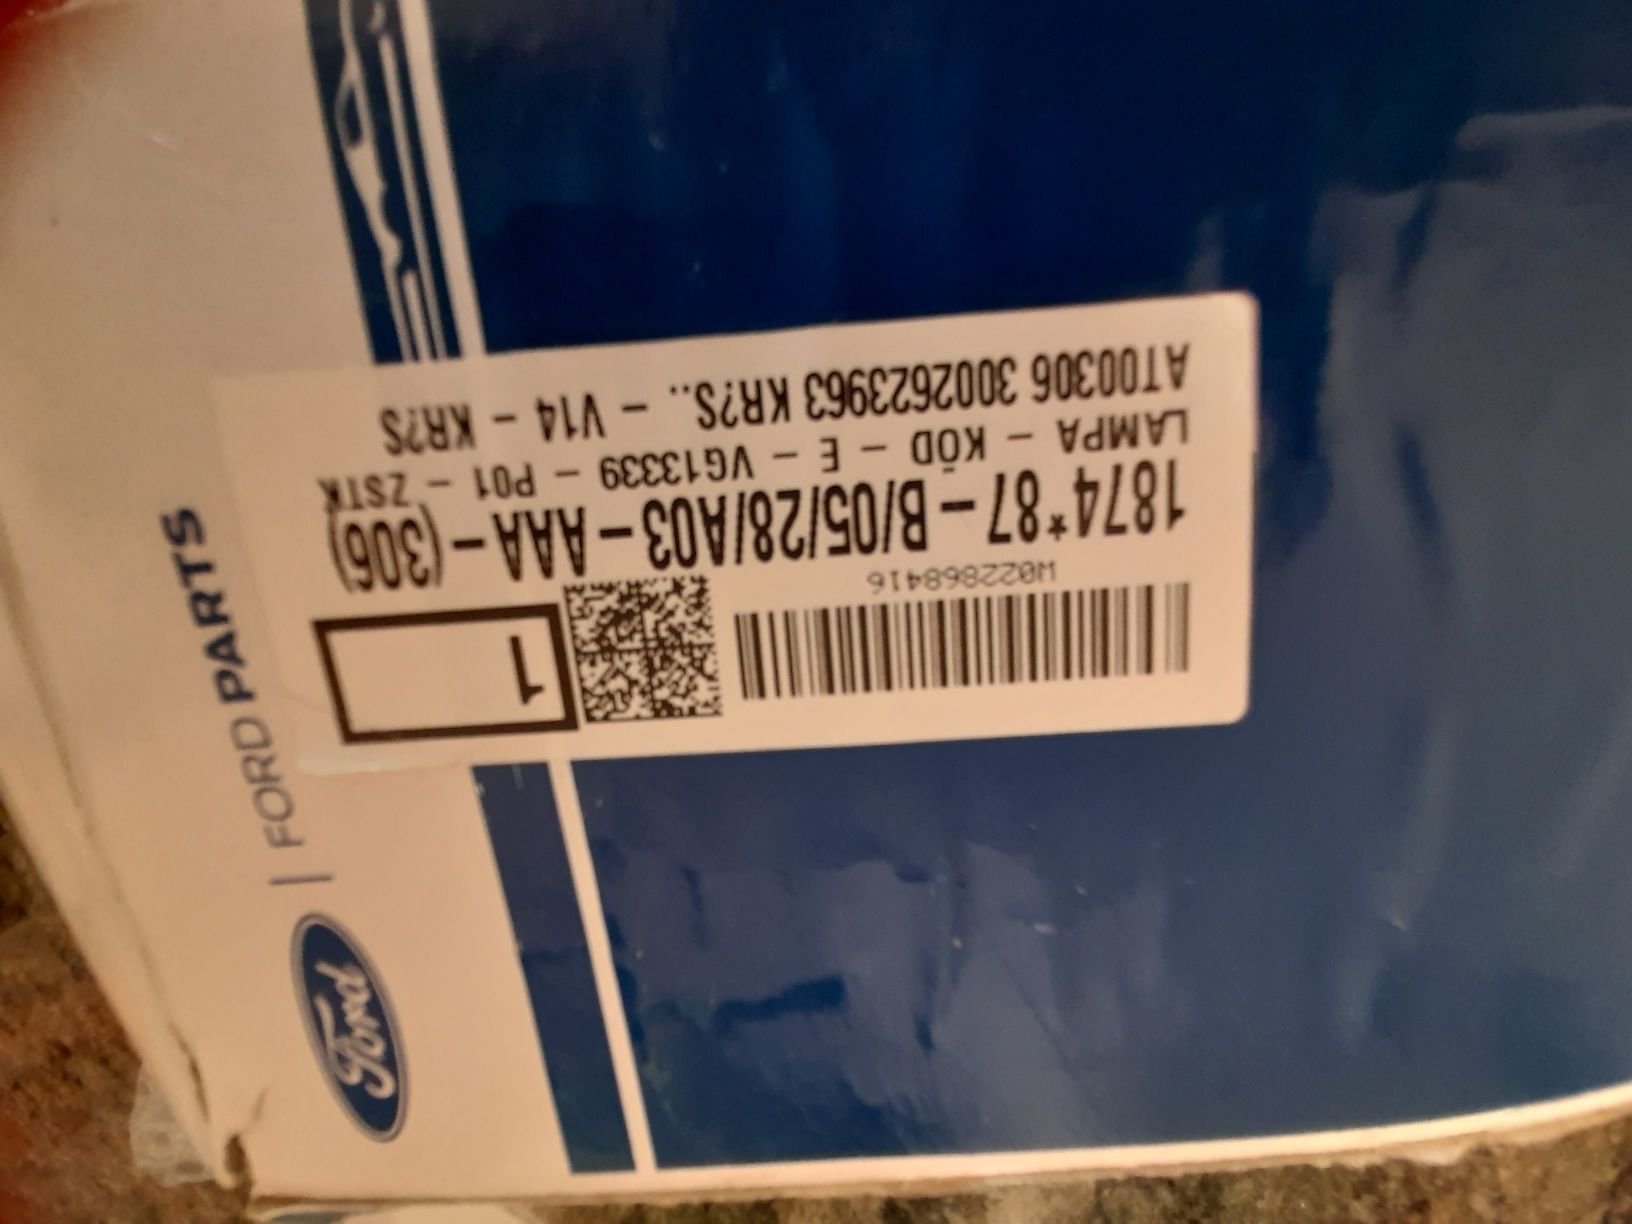 W022868416
1
1874*87-B/05/28/A03-AAA-(306)
LAMPA - KÖD - E - VG13339 - P01 - ZSTK
AT00306 3002623963 KR?S.. - V14 - KR?S
Ford | FORD PARTS